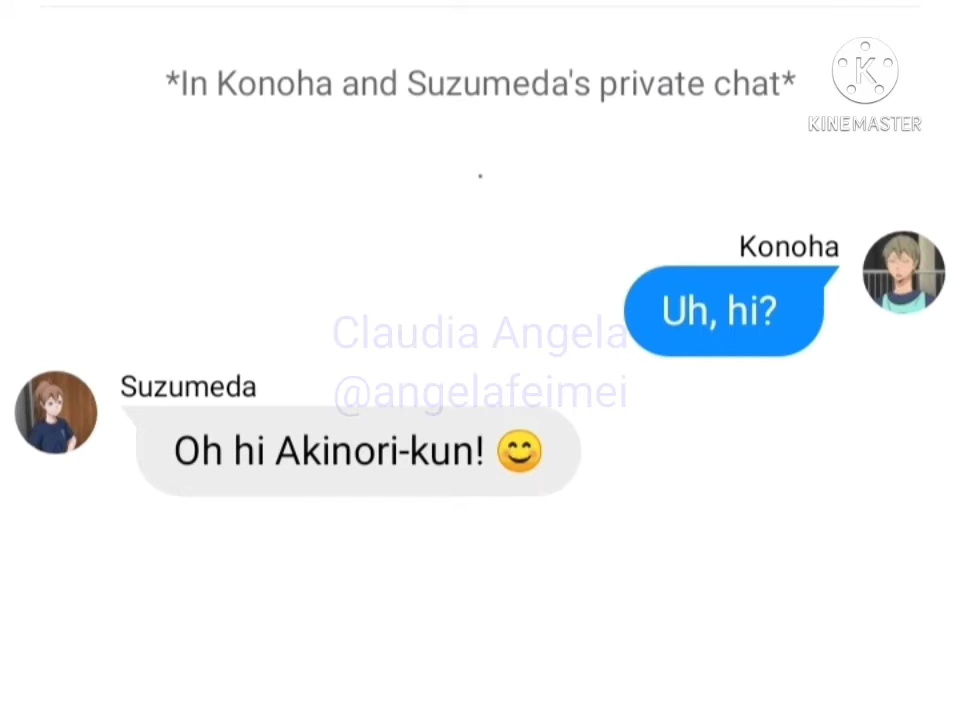 *In Konoha and Suzumeda's private chat*
KINEMASTER
.
Konoha
Uh, hi?
Claudia Angela
Suzumeda
@angelafeimei
Oh hi Akinori-kun! 😊